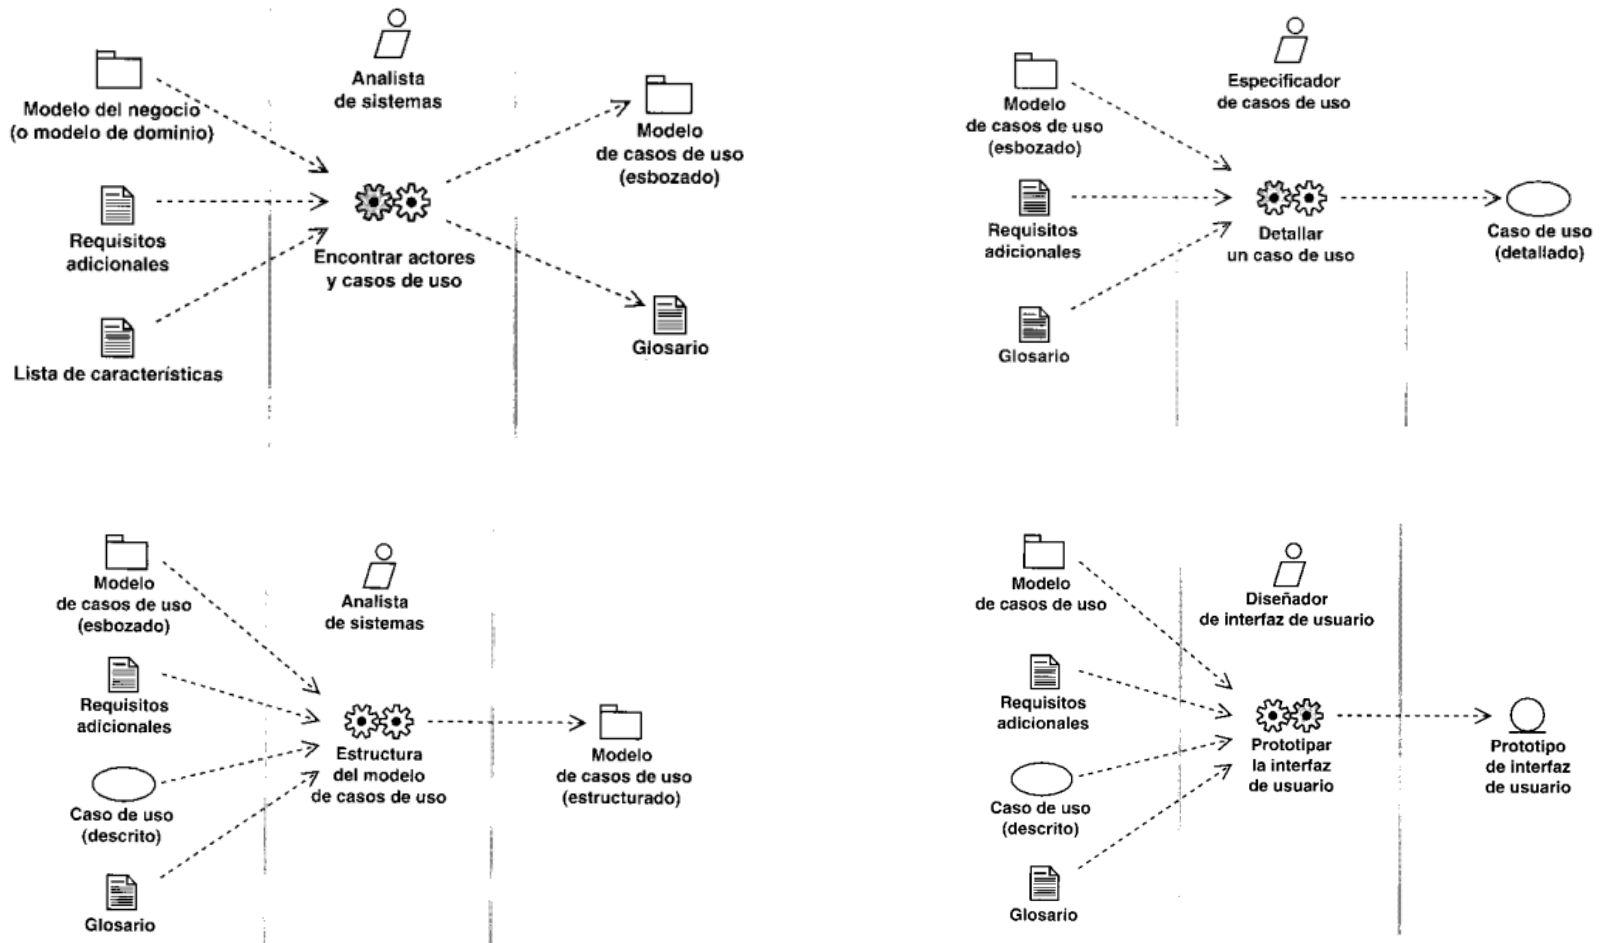 Analista
de sistemas
Modelo del negocio
(o modelo de dominio)
Requisitos
adicionales
Lista de características
Encontrar actores
y casos de uso
Modelo
de casos de uso
(esbozado)
Glosario
Especificador
de casos de uso
Modelo
de casos de uso
(esbozado)
Requisitos
adicionales
Glosario
Detallar
un caso de uso
Caso de uso
(detallado)
Modelo
de casos de uso
(esbozado)
Requisitos
adicionales
Caso de uso
(descrito)
Glosario
Analista
de sistemas
Estructura
del modelo
de casos de uso
Modelo
de casos de uso
(estructurado)
Modelo
de casos de uso
Requisitos
adicionales
Caso de uso
(descrito)
Glosario
Diseñador
de interfaz de usuario
Prototipar
la interfaz
de usuario
Prototipo
de interfaz
de usuario